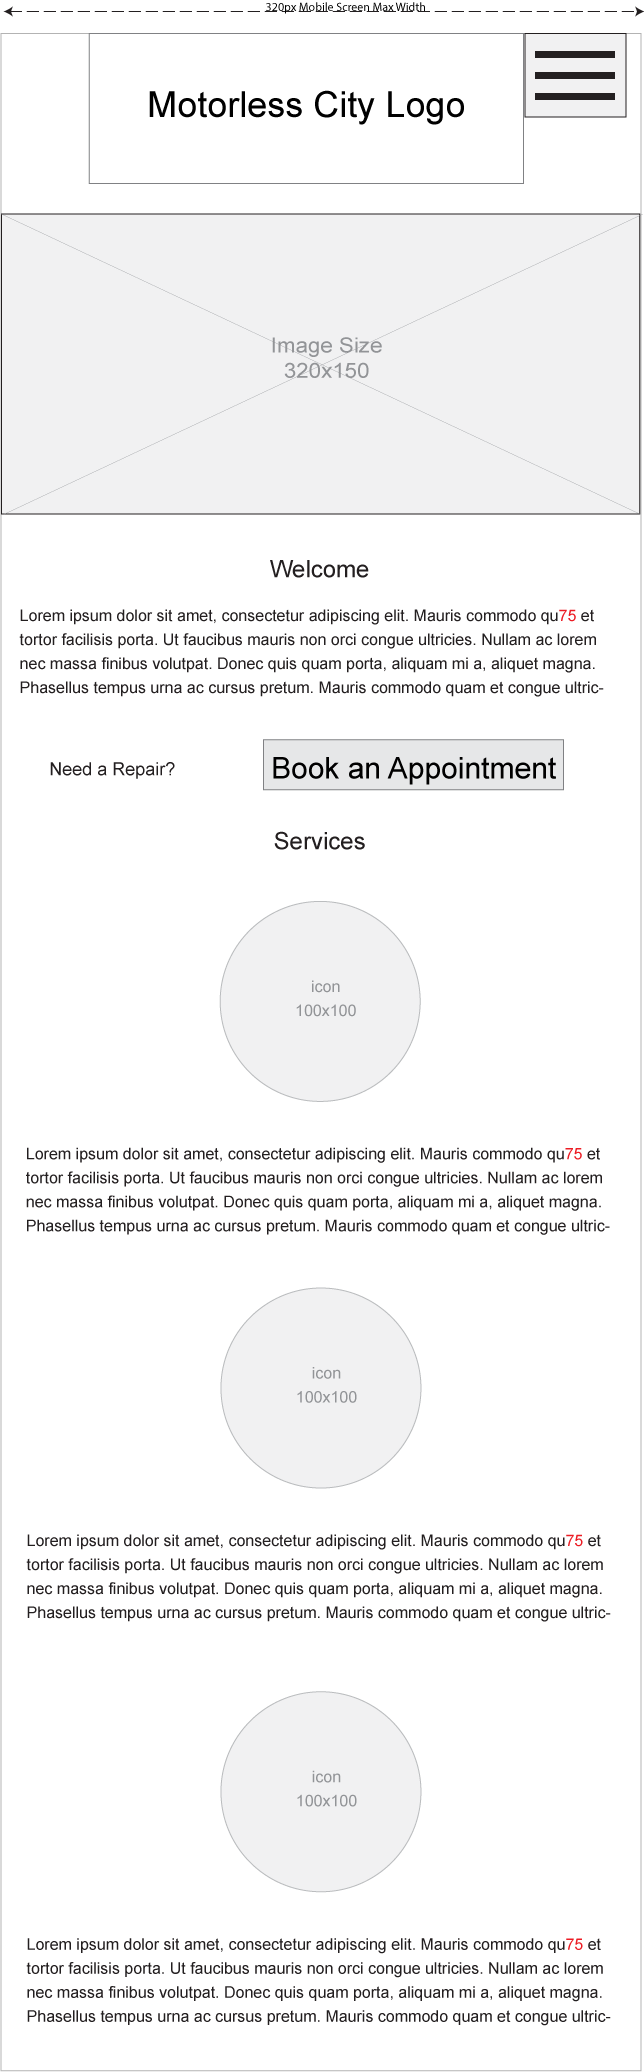 320px Mobile Screen Max Width
Motorless City Logo
Image Size
320x150
Welcome
Lorem ipsum dolor sit amet, consectetur adipiscing elit. Mauris commodo qu75 et
tortor facilisis porta. Ut faucibus mauris non orci congue ultricies. Nullam ac lorem
nec massa finibus volutpat. Donec quis quam porta, aliquam mi a, aliquet magna.
Phasellus tempus urna ac cursus pretum. Mauris commodo quam et congue ultric-
Need a Repair?
Book an Appointment
Services
icon
100x100
Lorem ipsum dolor sit amet, consectetur adipiscing elit. Mauris commodo qu75 et
tortor facilisis porta. Ut faucibus mauris non orci congue ultricies. Nullam ac lorem
nec massa finibus volutpat. Donec quis quam porta, aliquam mi a, aliquet magna.
Phasellus tempus urna ac cursus pretum. Mauris commodo quam et congue ultric-
icon
100x100
Lorem ipsum dolor sit amet, consectetur adipiscing elit. Mauris commodo qu75 et
tortor facilisis porta. Ut faucibus mauris non orci congue ultricies. Nullam ac lorem
nec massa finibus volutpat. Donec quis quam porta, aliquam mi a, aliquet magna.
Phasellus tempus urna ac cursus pretum. Mauris commodo quam et congue ultric-
icon
100x100
Lorem ipsum dolor sit amet, consectetur adipiscing elit. Mauris commodo qu75 et
tortor facilisis porta. Ut faucibus mauris non orci congue ultricies. Nullam ac lorem
nec massa finibus volutpat. Donec quis quam porta, aliquam mi a, aliquet magna.
Phasellus tempus urna ac cursus pretum. Mauris commodo quam et congue ultric-